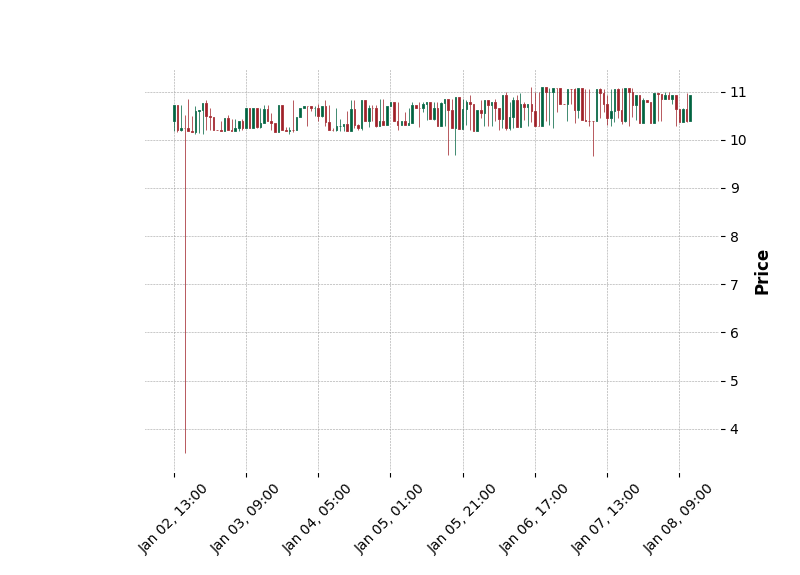 11
10
9
8
7
6
5
4
Price
Jan 02, 13:00
Jan 03, 09:00
Jan 04, 05:00
Jan 05, 01:00
Jan 05, 21:00
Jan 06, 17:00
Jan 07, 13:00
Jan 08, 09:00